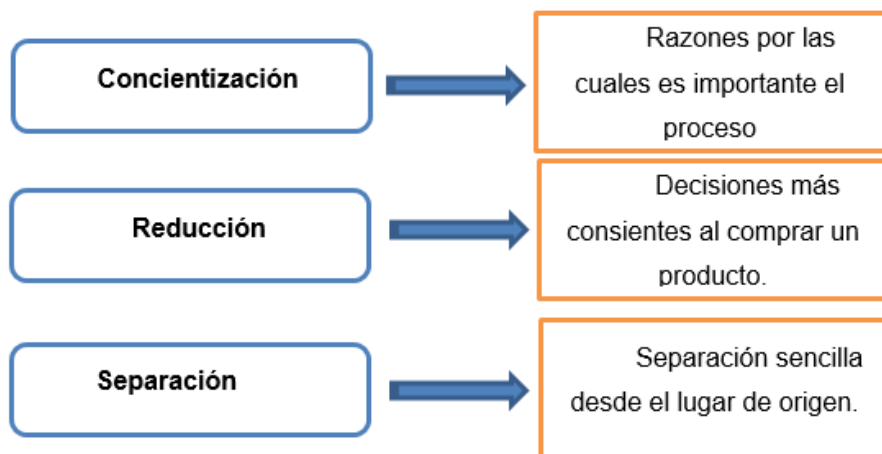 Concientización
Razones por las
cuales es importante el
proceso
Reducción
Decisiones más
consientes al comprar un
producto.
Separación
Separación sencilla
desde el lugar de origen.